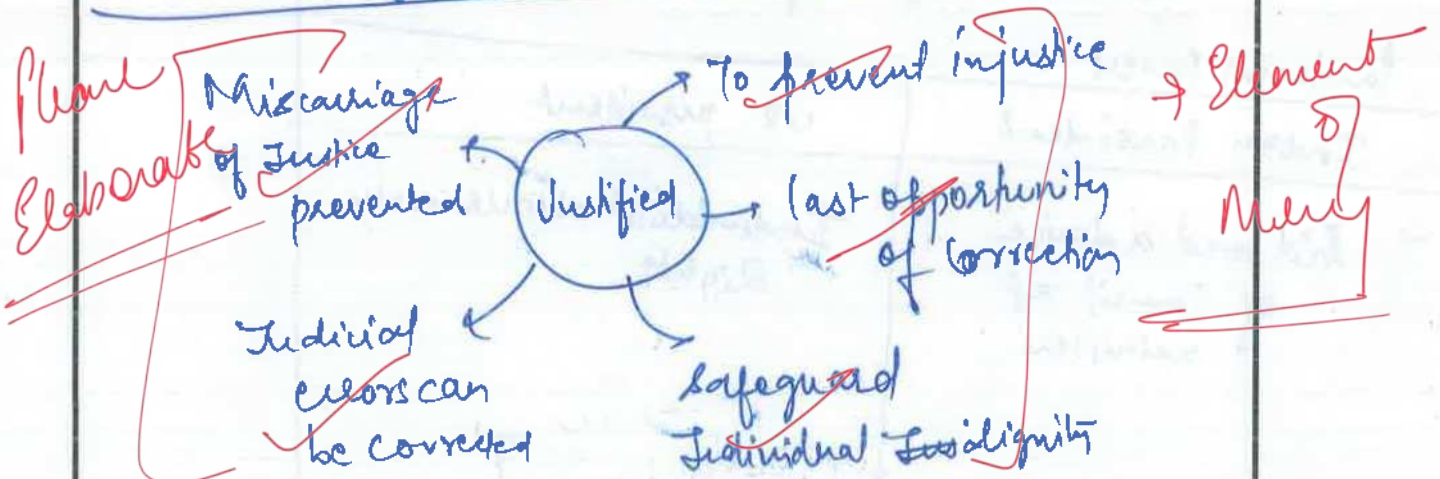 Please
Elaborate
Miscarriage
of Justice
prevented
To prevent injustice
→ Element
of
Mercy
Justified
last opportunity
of correction
Judicial
errors can
be corrected
Safeguard
Individual dignity